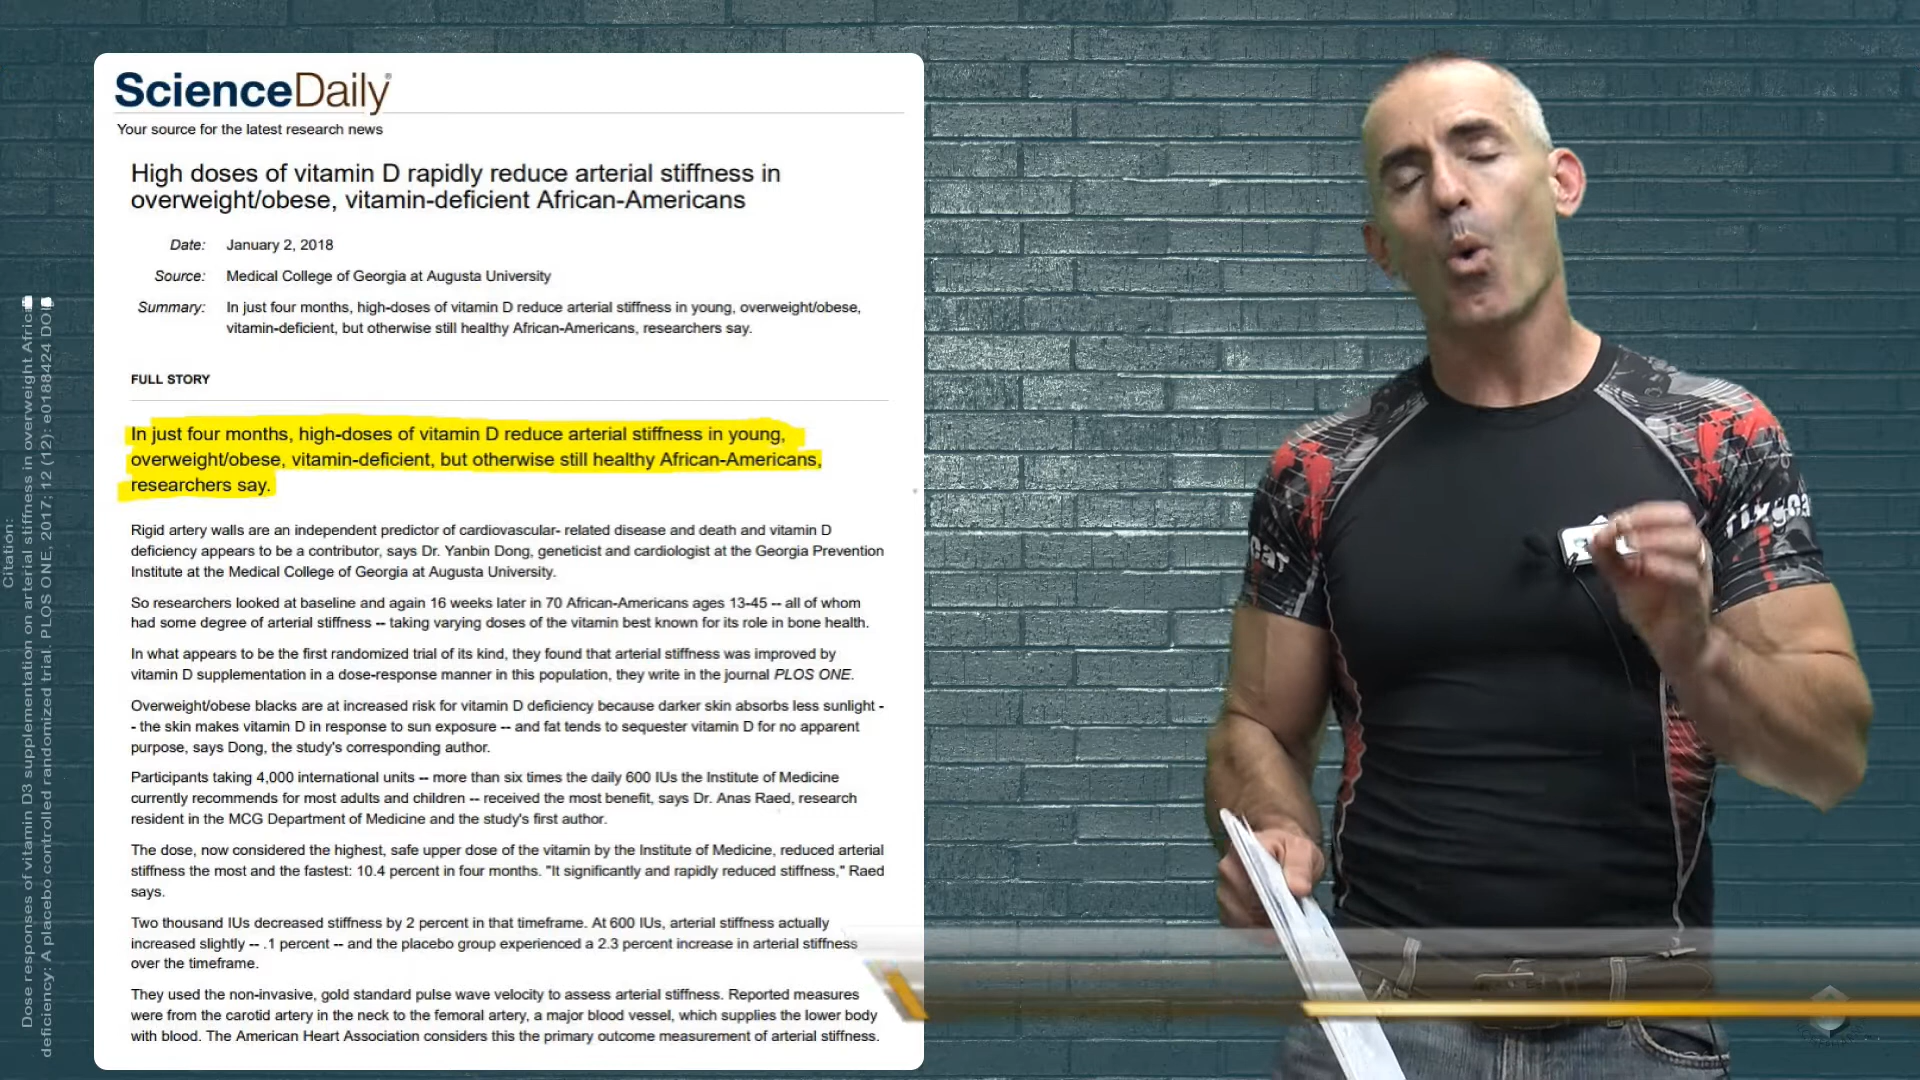 ScienceDaily®
Your source for the latest research news
High doses of vitamin D rapidly reduce arterial stiffness in
overweight/obese, vitamin-deficient African-Americans
Date: January 2, 2018
Source: Medical College of Georgia at Augusta University
Summary: In just four months, high-doses of vitamin D reduce arterial stiffness in young, overweight/obese,
vitamin-deficient, but otherwise still healthy African-Americans, researchers say.
FULL STORY
In just four months, high-doses of vitamin D reduce arterial stiffness in young,
overweight/obese, vitamin-deficient, but otherwise still healthy African-Americans,
researchers say.
Rigid artery walls are an independent predictor of cardiovascular- related disease and death and vitamin D
deficiency appears to be a contributor, says Dr. Yanbin Dong, geneticist and cardiologist at the Georgia Prevention
Institute at the Medical College of Georgia at Augusta University.
So researchers looked at baseline and again 16 weeks later in 70 African-Americans ages 13-45 -- all of whom
had some degree of arterial stiffness -- taking varying doses of the vitamin best known for its role in bone health.
In what appears to be the first randomized trial of its kind, they found that arterial stiffness was improved by
vitamin D supplementation in a dose-response manner in this population, they write in the journal PLOS ONE.
Overweight/obese blacks are at increased risk for vitamin D deficiency because darker skin absorbs less sunlight -
- the skin makes vitamin D in response to sun exposure -- and fat tends to sequester vitamin D for no apparent
purpose, says Dong, the study's corresponding author.
Participants taking 4,000 international units -- more than six times the daily 600 IUs the Institute of Medicine
currently recommends for most adults and children -- received the most benefit, says Dr. Anas Raed, research
resident in the MCG Department of Medicine and the study's first author.
The dose, now considered the highest, safe upper dose of the vitamin by the Institute of Medicine, reduced arterial
stiffness the most and the fastest: 10.4 percent in four months. "It significantly and rapidly reduced stiffness," Raed
says.
Two thousand IUs decreased stiffness by 2 percent in that timeframe. At 600 IUs, arterial stiffness actually
increased slightly -- .1 percent -- and the placebo group experienced a 2.3 percent increase in arterial stiffness
over the timeframe.
They used the non-invasive, gold standard pulse wave velocity to assess arterial stiffness. Reported measures
were from the carotid artery in the neck to the femoral artery, a major blood vessel, which supplies the lower body
with blood. The American Heart Association considers this the primary outcome measurement of arterial stiffness.
Citation:
Dose responses of vitamin D3 supplementation on arterial stiffness in overweight
deficiency: A placebo controlled randomized trial. PLOS ONE, 2017; 12 (12): e0188424